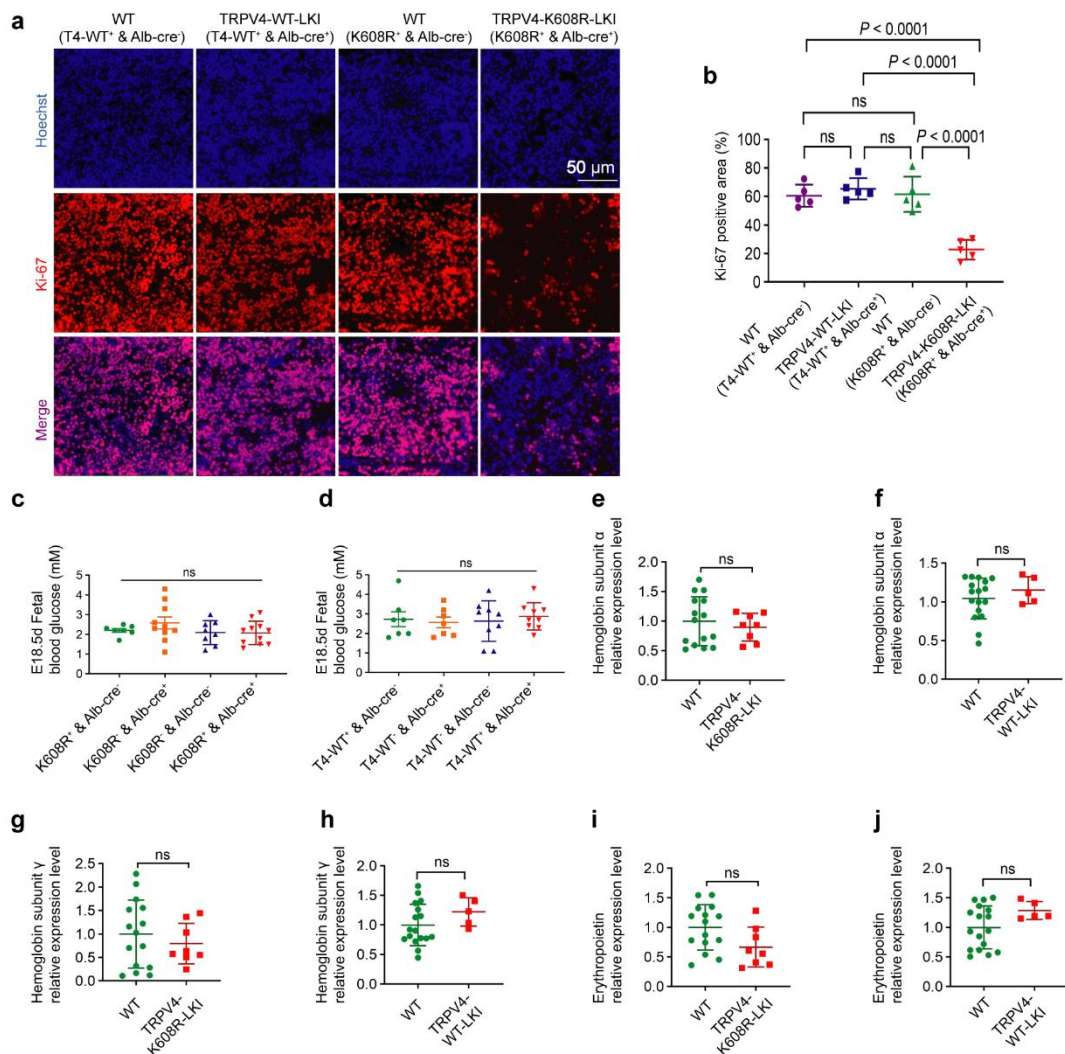 a
WT
(T4-WT⁺ & Alb-cre⁻)
TRPV4-WT-LKI
(T4-WT⁺ & Alb-cre⁺)
WT
(K608R⁺ & Alb-cre⁻)
TRPV4-K608R-LKI
(K608R⁺ & Alb-cre⁺)
Hoechst
50 μm
Ki-67
Merge
b
P < 0.0001
P < 0.0001
ns
ns
ns
P < 0.0001
Ki-67 positive area (%)
100
80
60
40
20
0
WT
(T4-WT⁺ & Alb-cre⁻)
TRPV4-WT-LKI
(T4-WT⁺ & Alb-cre⁺)
WT
(K608R⁺ & Alb-cre⁻)
TRPV4-K608R-LKI
(K608R⁺ & Alb-cre⁺)
c
E18.5d Fetal
blood glucose (mM)
ns
5
4
3
2
1
0
K608R⁺ & Alb-cre⁻
K608R⁻ & Alb-cre⁺
K608R⁻ & Alb-cre⁻
K608R⁺ & Alb-cre⁺
d
E18.5d Fetal
blood glucose (mM)
ns
5
4
3
2
1
0
T4-WT⁺ & Alb-cre⁻
T4-WT⁻ & Alb-cre⁺
T4-WT⁻ & Alb-cre⁻
T4-WT⁺ & Alb-cre⁺
e
Hemoglobin subunit α
relative expression level
ns
2.0
1.5
1.0
0.5
0.0
WT
TRPV4-
K608R-LKI
f
Hemoglobin subunit α
relative expression level
ns
1.5
1.0
0.5
0.0
WT
TRPV4-
WT-LKI
g
Hemoglobin subunit γ
relative expression level
ns
2.5
2.0
1.5
1.0
0.5
0.0
WT
TRPV4-
K608R-LKI
h
Hemoglobin subunit γ
relative expression level
ns
2.0
1.5
1.0
0.5
0.0
WT
TRPV4-
WT-LKI
i
Erythropoietin
relative expression level
ns
2.0
1.5
1.0
0.5
0.0
WT
TRPV4-
K608R-LKI
j
Erythropoietin
relative expression level
ns
2.0
1.5
1.0
0.5
0.0
WT
TRPV4-
WT-LKI